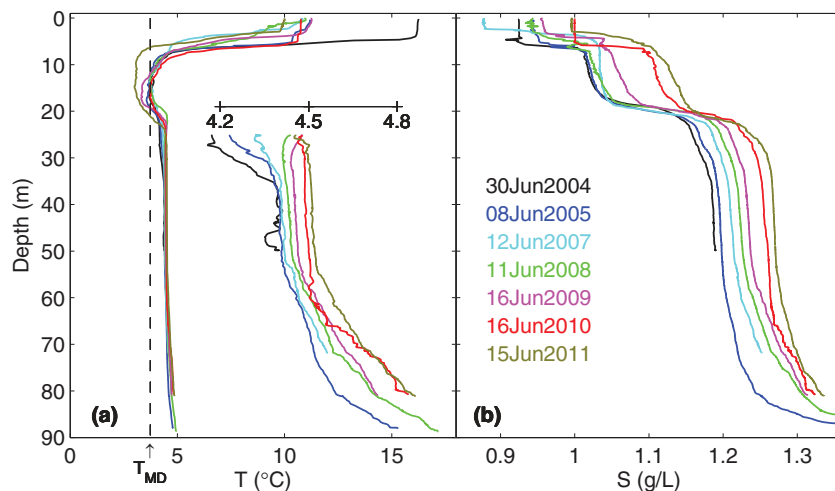 0
10
20
30
40
50
60
70
80
90
Depth (m)
4.2 4.5 4.8
(a)
0 5 10 15
T_MD
T (°C)
30Jun2004
08Jun2005
12Jun2007
11Jun2008
16Jun2009
16Jun2010
15Jun2011
(b)
0.9 1 1.1 1.2 1.3
S (g/L)